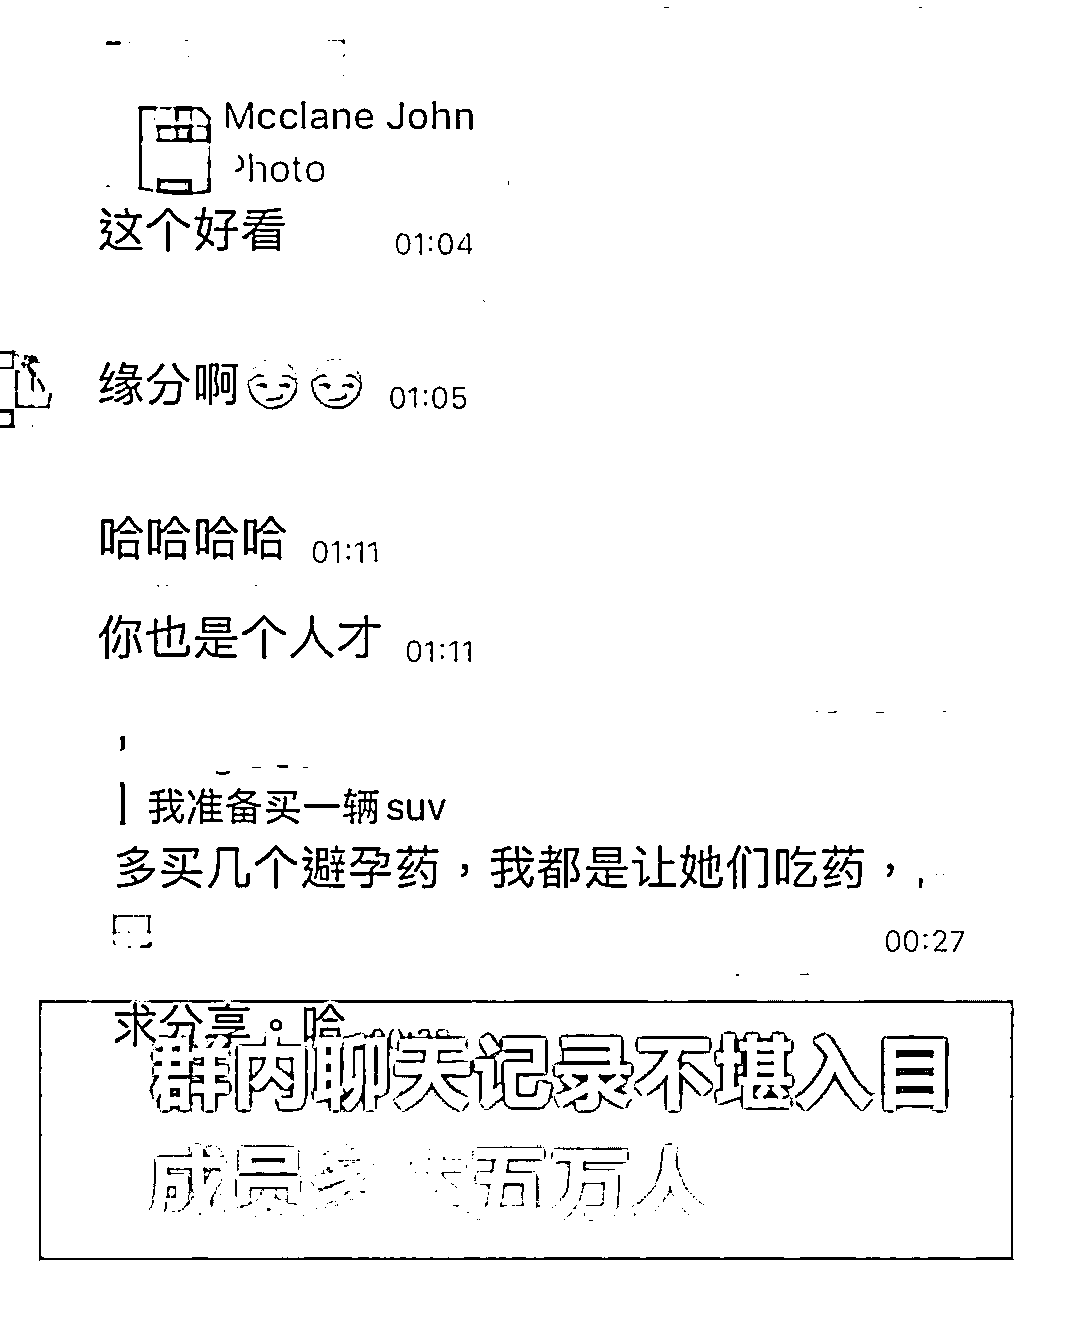 Mcclane John
Photo
这个好看 01:04
缘分啊😏😏 01:05
哈哈哈哈 01:11
你也是个人才 01:11
我准备买一辆suv
多买几个避孕药，我都是让她们吃药，
00:27
求分享。哈
群内聊天记录不堪入目
成员多达五万人